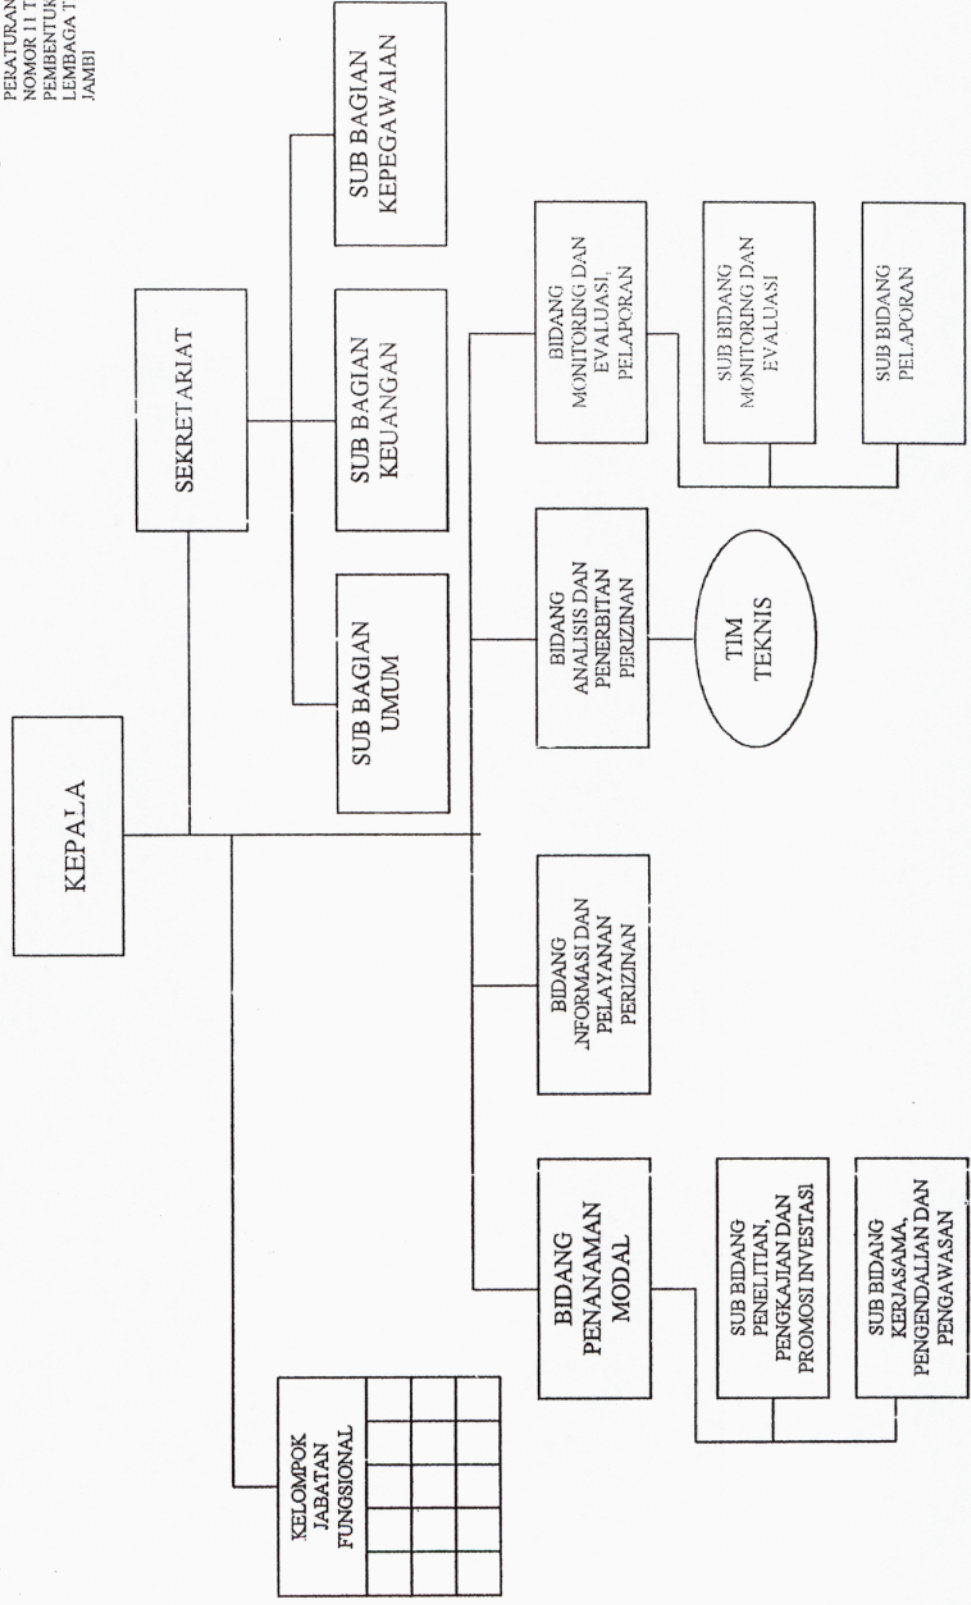 PERATURAN
NOMOR 11 T
PEMBENTUK
LEMBAGA T
JAMBI
KEPALA
SEKRETARIAT
SUB BAGIAN
UMUM
SUB BAGIAN
KEUANGAN
SUB BAGIAN
KEPEGAWAIAN
KELOMPOK
JABATAN
FUNGSIONAL
BIDANG
PENANAMAN
MODAL
BIDANG
.NFORMASI DAN
PELAYANAN
PERIZINAN
BIDANG
ANALISIS DAN
PENERBITAN
PERIZINAN
BIDANG
MONITORING DAN
EVALUASI,
PELAPORAN
SUB BIDANG
PENELITIAN,
PENGKAJIAN DAN
PROMOSI INVESTASI
SUB BIDANG
KERJASAMA,
PENGENDALIAN DAN
PENGAWASAN
TIM
TEKNIS
SUB BIDANG
MONITORING DAN
EVALUASI
SUB BIDANG
PELAPORAN